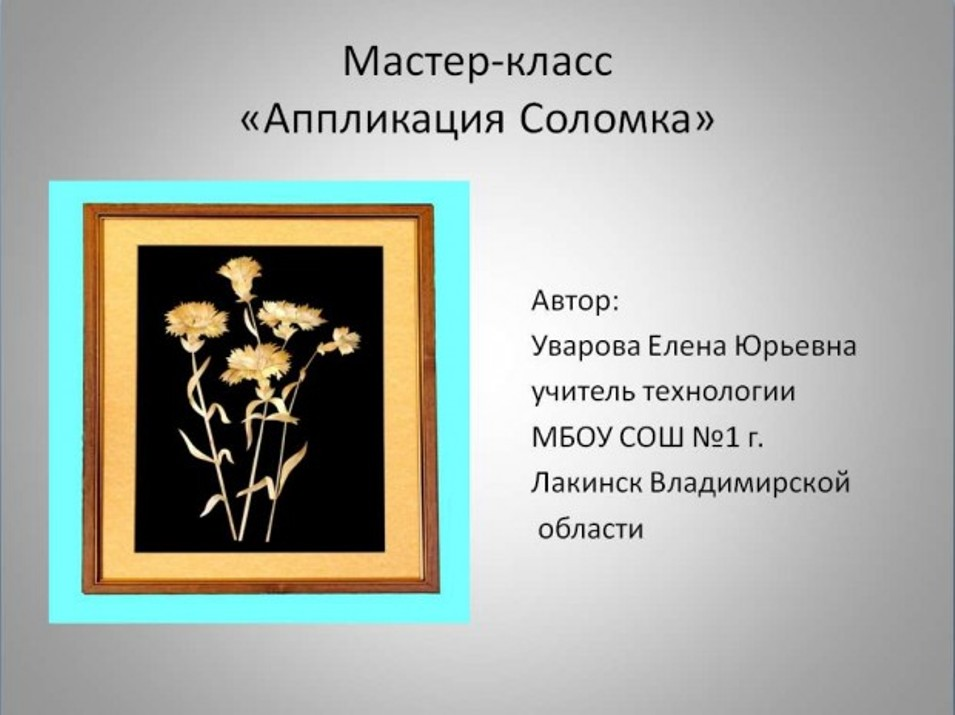 Мастер-класс
«Аппликация Соломка»
Автор:
Уварова Елена Юрьевна
учитель технологии
МБОУ СОШ №1 г.
Лакинск Владимирской
области